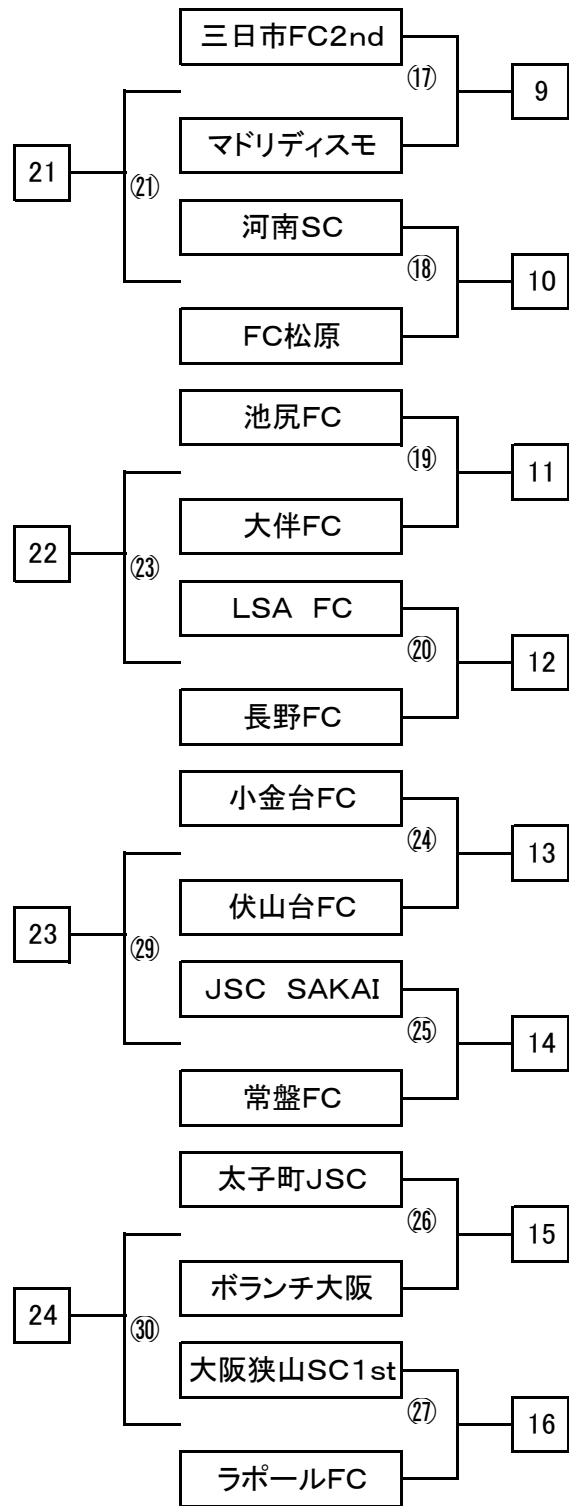 三日市FC2nd
⑰
9
マドリディスモ
21
㉑
河南SC
⑱
10
FC松原
池尻FC
⑲
11
大伴FC
22
㉓
LSA FC
⑳
12
長野FC
小金台FC
㉔
13
伏山台FC
23
㉙
JSC SAKAI
㉕
14
常盤FC
太子町JSC
㉖
15
ボランチ大阪
24
㉚
大阪狭山SC1st
㉗
16
ラポールFC